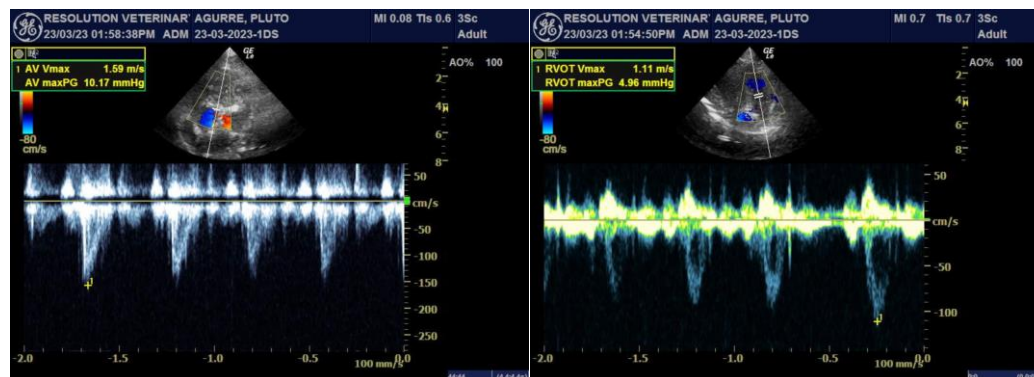 RESOLUTION VETERINAR' AGURRE, PLUTO MI 0.08 TIs 0.6 3Sc
23/03/23 01:58:38PM ADM 23-03-2023-1DS Adult
GE
1 AV Vmax 1.59 m/s
AV maxPG 10.17 mmHg
AO% 100
2
4
6
8
-80
cm/s
50
cm/s
-50
-100
-150
-200
-250
1
-2.0 -1.5 -1.0 -0.5 0.0
100 mm/s
RESOLUTION VETERINAR' AGURRE, PLUTO MI 0.7 TIs 0.7 3Sc
23/03/23 01:54:50PM ADM 23-03-2023-1DS Adult
GE
1 RVOT Vmax 1.11 m/s
RVOT maxPG 4.96 mmHg
AO% 100
2
4
6
8
-80
cm/s
50
cm/s
-50
-100
1
-2.0 -1.5 -1.0 -0.5 0.0
100 mm/s